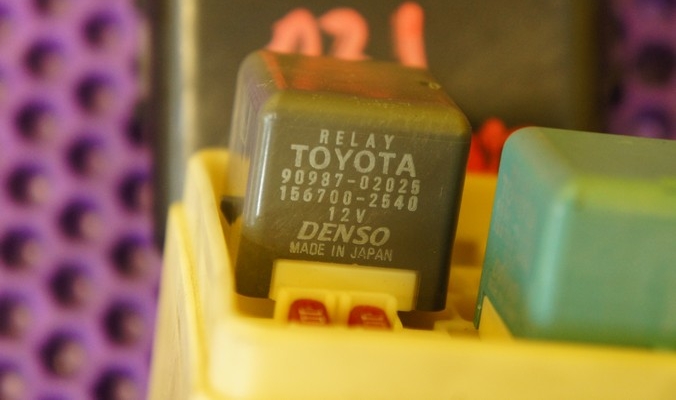 RELAY
TOYOTA
90987-02025
156700-2540
12V
DENSO
MADE IN JAPAN